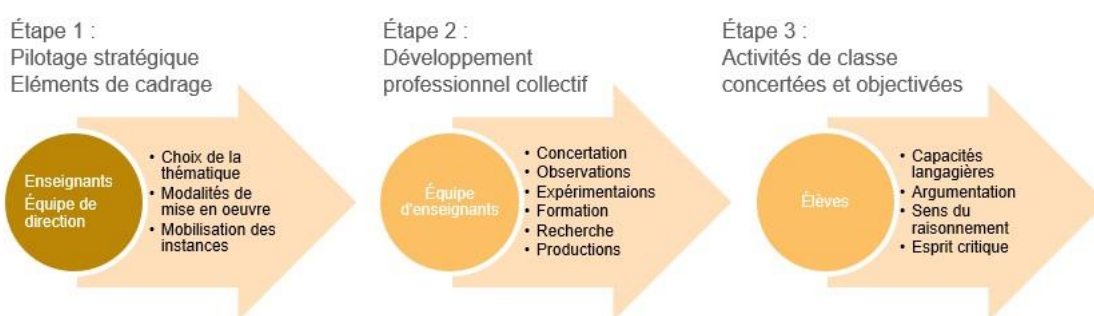 Étape 1 :
Pilotage stratégique
Eléments de cadrage
Enseignants
Équipe de
direction
• Choix de la
thématique
• Modalités de
mise en oeuvre
• Mobilisation des
instances
Étape 2 :
Développement
professionnel collectif
Équipe
d'enseignants
• Concertation
• Observations
• Expérimentaions
• Formation
• Recherche
• Productions
Étape 3 :
Activités de classe
concertées et objectivées
Élèves
• Capacités
langagières
• Argumentation
• Sens du
raisonnement
• Esprit critique